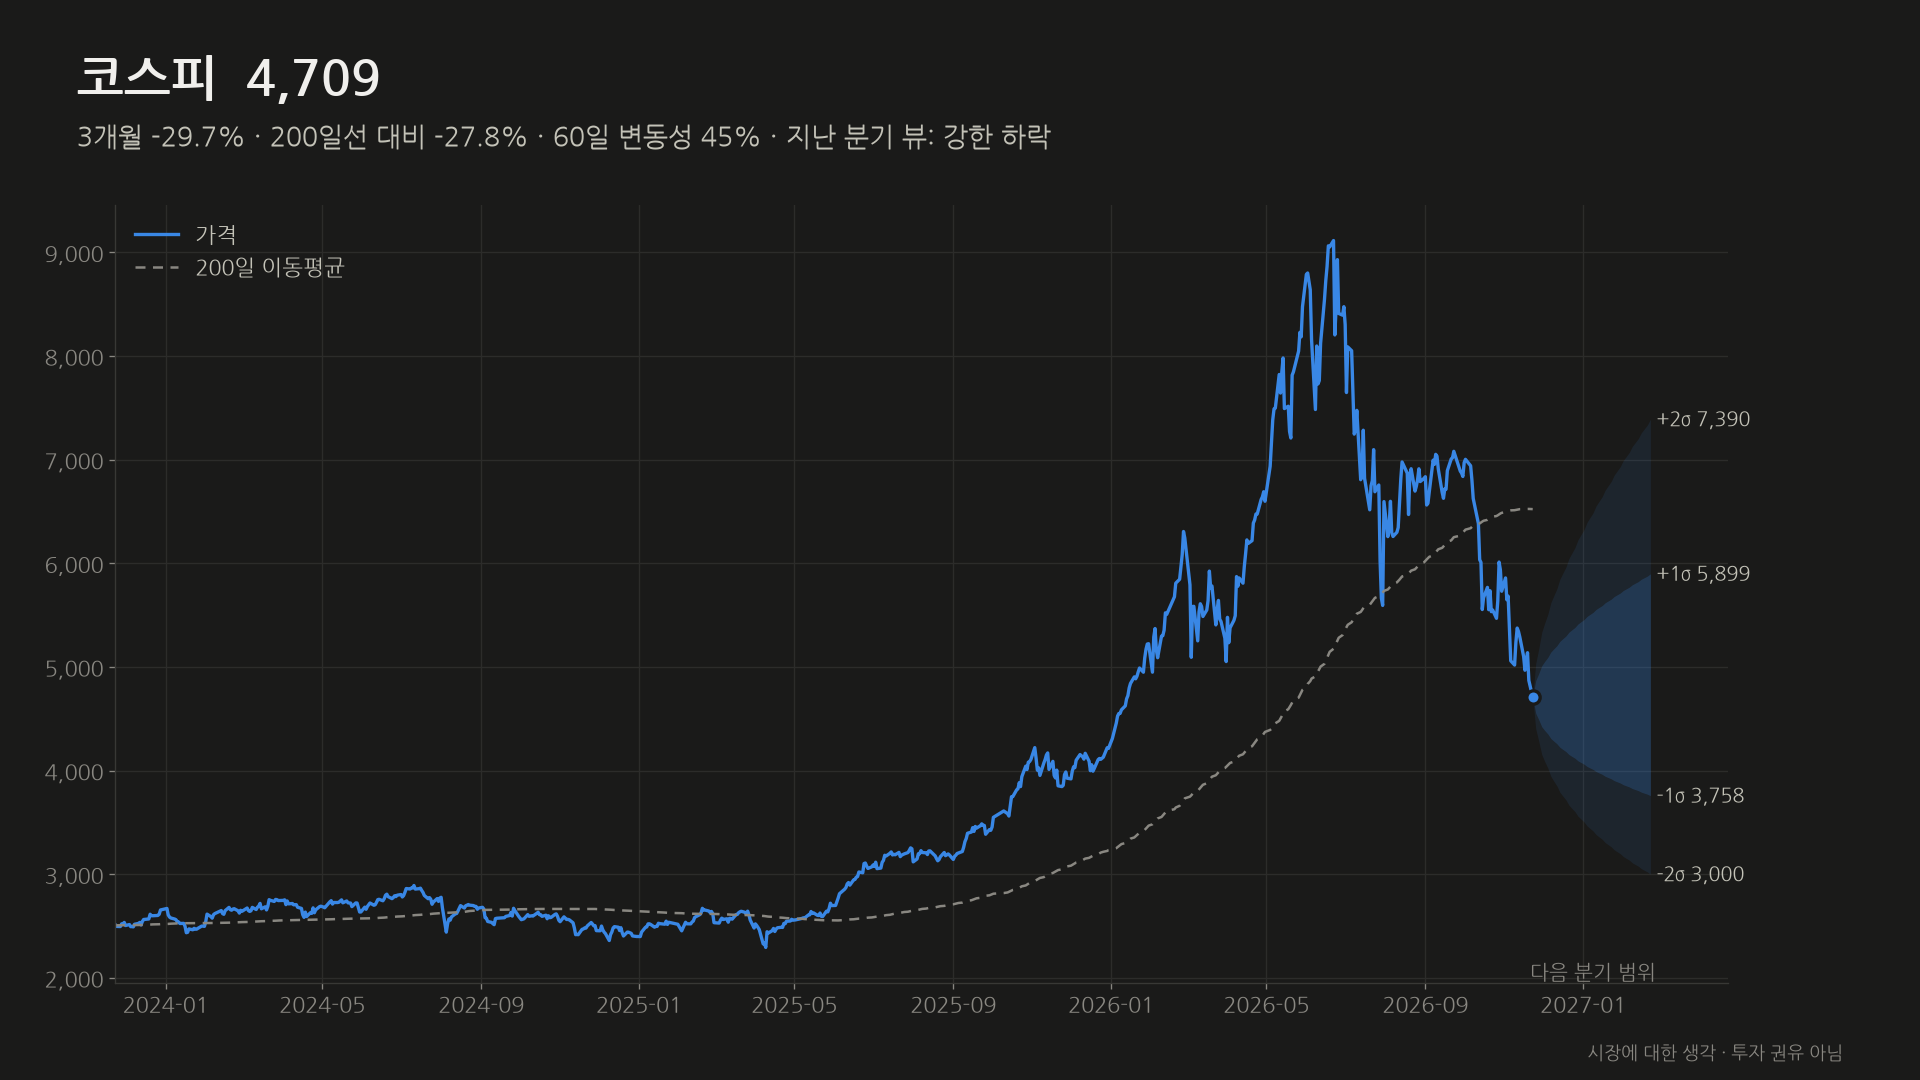 코스피 4,709
3개월 -29.7% · 200일선 대비 -27.8% · 60일 변동성 45% · 지난 분기 뷰: 강한 하락
가격
200일 이동평균
9,000
8,000
7,000
6,000
5,000
4,000
3,000
2,000
+2σ 7,390
+1σ 5,899
-1σ 3,758
-2σ 3,000
다음 분기 범위
2024-01
2024-05
2024-09
2025-01
2025-05
2025-09
2026-01
2026-05
2026-09
2027-01
시장에 대한 생각 · 투자 권유 아님